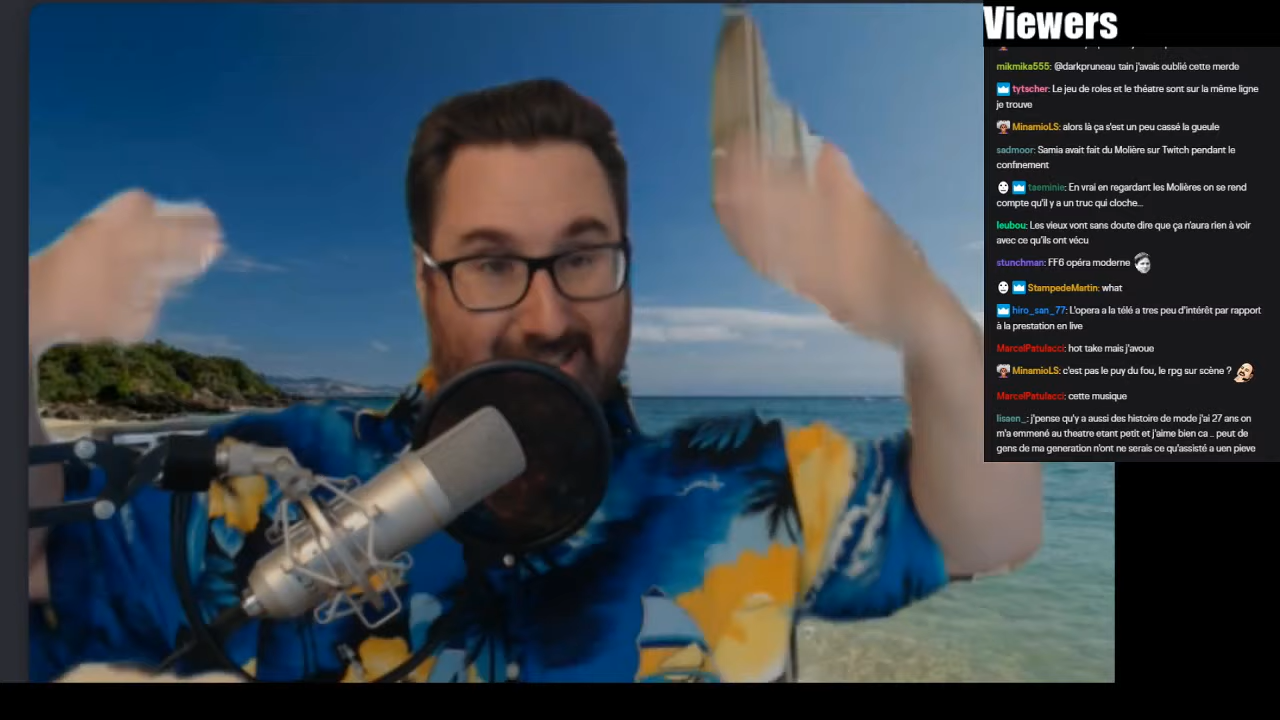 Viewers
mikmika555: @darkpruneau tain j'avais oublié cette merde
tytscher: Le jeu de roles et le théatre sont sur la même ligne
je trouve
MinamioLS: alors là ça s'est un peu cassé la gueule
sadmoor: Samia avait fait du Molière sur Twitch pendant le
confinement
taeminie: En vrai en regardant les Molières on se rend
compte qu'il y a un truc qui cloche...
leubou: Les vieux vont sans doute dire que ça n'aura rien à voir
avec ce qu'ils ont vécu
stunchman: FF6 opéra moderne
StampedeMartin: what
hiro_san_77: L'opera a la télé a tres peu d'intérêt par rapport
à la prestation en live
MarcelPatulacci: hot take mais j'avoue
MinamioLS: c'est pas le puy du fou, le rpg sur scène ?
MarcelPatulacci: cette musique
lisaen_: j'pense qu'y a aussi des histoire de mode j'ai 27 ans on
m'a emmené au theatre etant petit et j'aime bien ca .. peut de
gens de ma generation n'ont ne serais ce qu'assisté a uen pieve